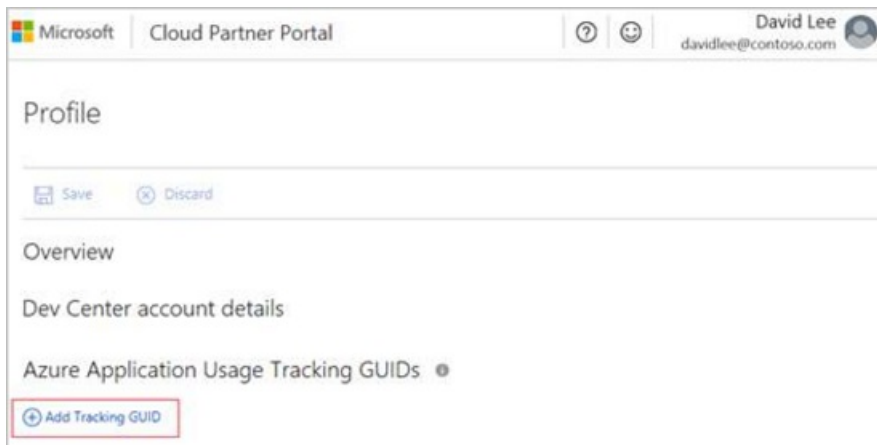 Microsoft Cloud Partner Portal David Lee
davidlee@contoso.com
Profile
Save Discard
Overview
Dev Center account details
Azure Application Usage Tracking GUIDs
Add Tracking GUID